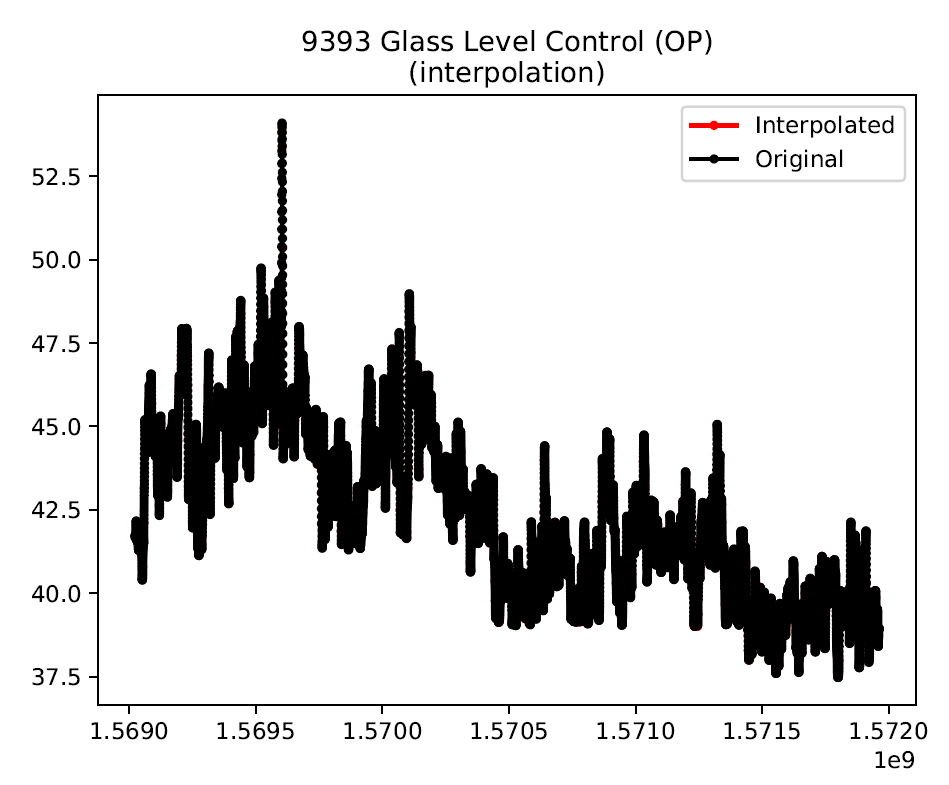 9393 Glass Level Control (OP)
(interpolation)
Interpolated
Original
52.5
50.0
47.5
45.0
42.5
40.0
37.5
1.5690 1.5695 1.5700 1.5705 1.5710 1.5715 1.5720
1e9